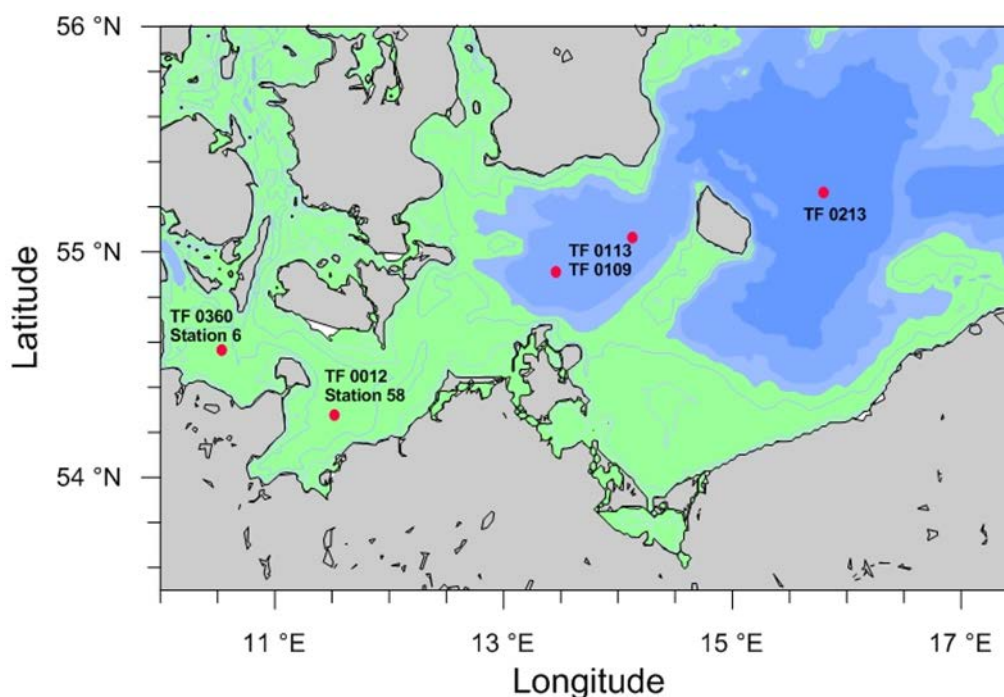 56 °N
55 °N
54 °N
Latitude
TF 0360
Station 6
TF 0012
Station 58
TF 0113
TF 0109
TF 0213
11 °E
13 °E
15 °E
17 °E
Longitude